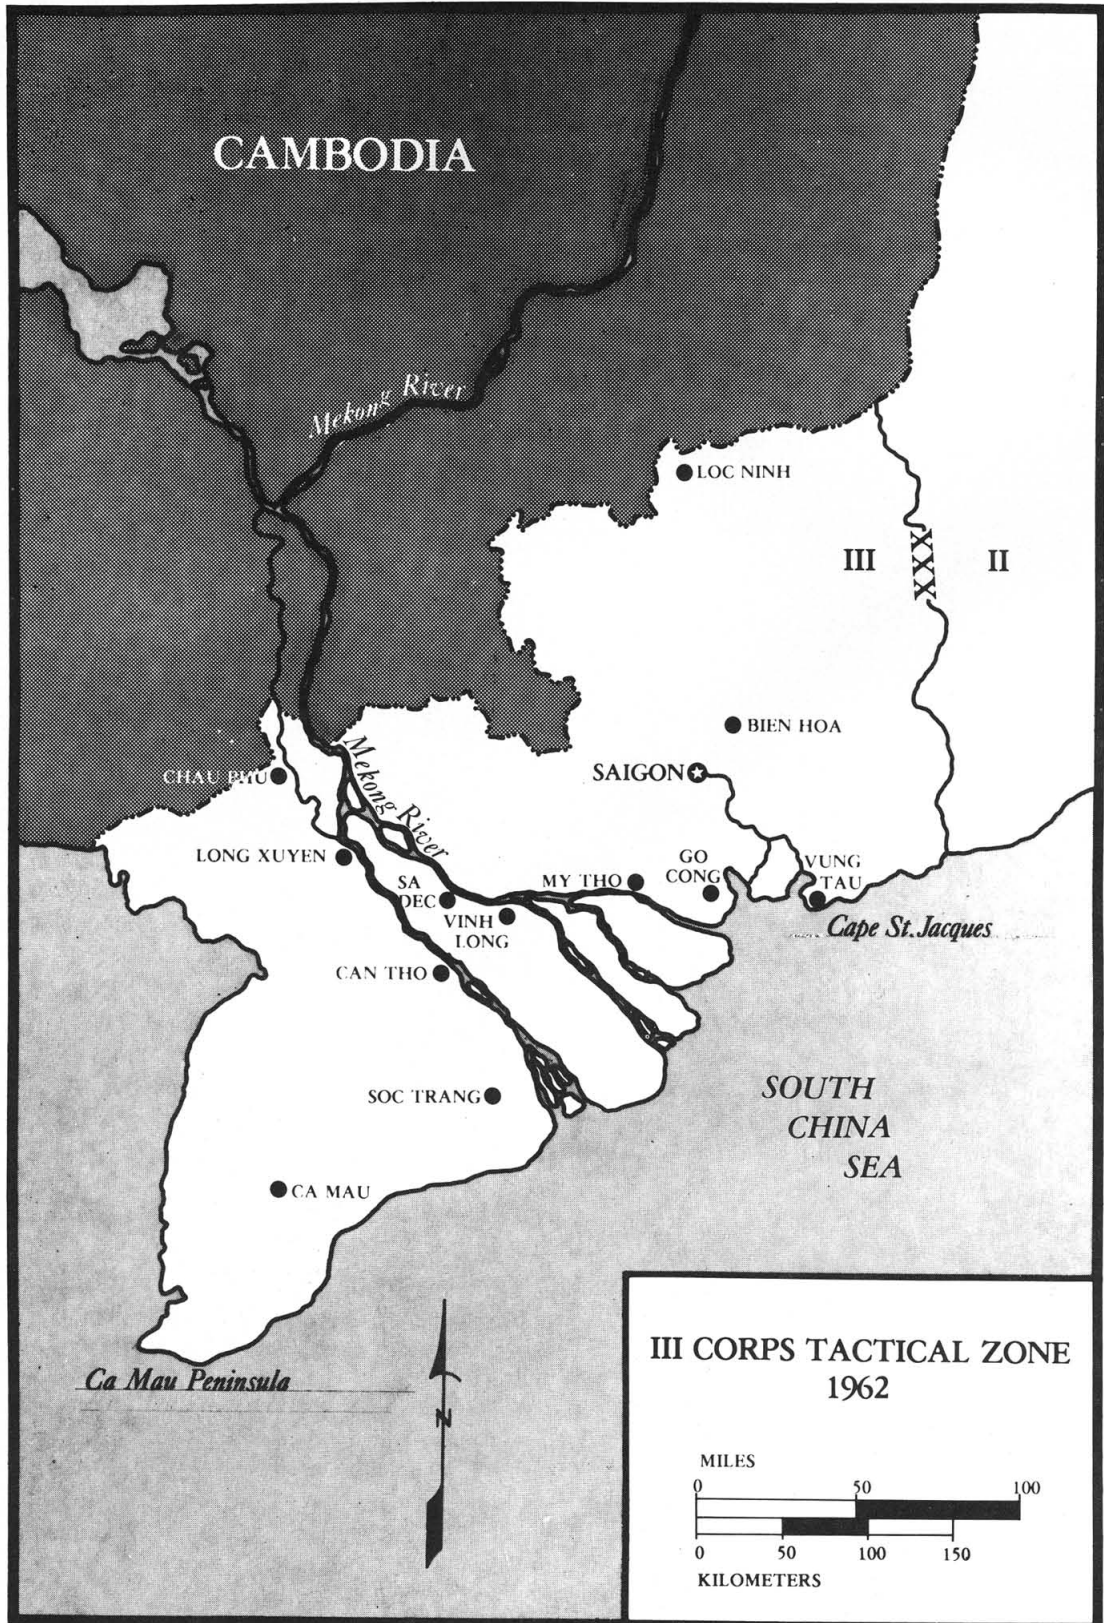 CAMBODIA
Mekong River
LOC NINH
III
XXX
II
BIEN HOA
SAIGON
Mekong River
CHAU PHU
LONG XUYEN
SA
DEC
VINH
LONG
MY THO
GO
CONG
VUNG
TAU
Cape St. Jacques
CAN THO
SOC TRANG
SOUTH
CHINA
SEA
CA MAU
Ca Mau Peninsula
N
III CORPS TACTICAL ZONE
1962
MILES
0 50 100
0 50 100 150
KILOMETERS